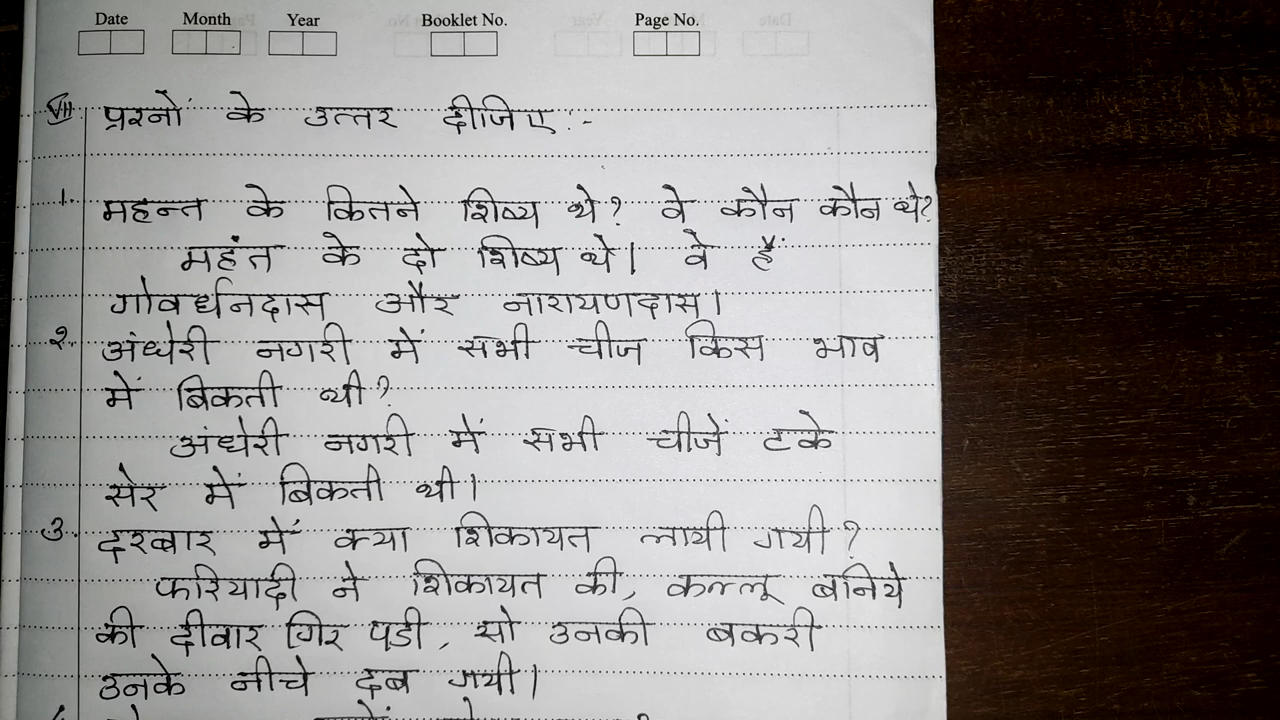 Date Month Year Booklet No. Page No.
VII प्रश्नों के उत्तर दीजिए :-
1. महन्त के कितने शिष्य थे? वे कौन कौन थे?
महंत के दो शिष्य थे। वे हैं
गोवर्धनदास और नारायणदास।
२. अंधेरी नगरी में सभी चीज किस भाव
में बिकती थी?
अंधेरी नगरी में सभी चीजें टके
सेर में बिकती थी।
3. दरबार में क्या शिकायत लायी गयी?
फरियादी ने शिकायत की, कल्लू बनिये
की दीवार गिर पडी, सो उनकी बकरी
उनके नीचे दब गयी।